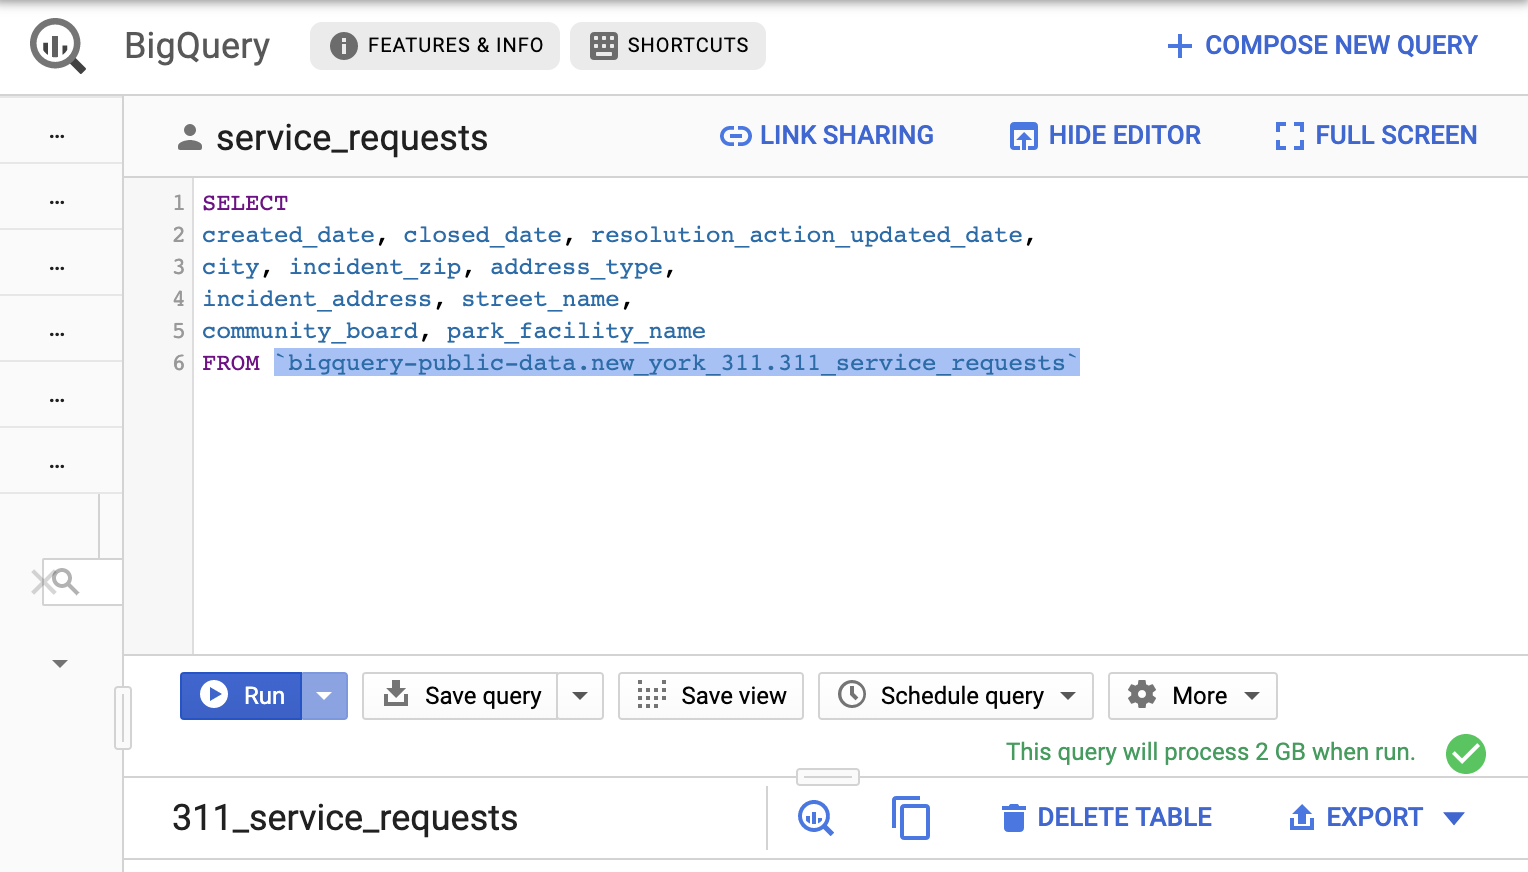 BigQuery FEATURES & INFO SHORTCUTS COMPOSE NEW QUERY
service_requests LINK SHARING HIDE EDITOR FULL SCREEN
1 SELECT
2 created_date, closed_date, resolution_action_updated_date,
3 city, incident_zip, address_type,
4 incident_address, street_name,
5 community_board, park_facility_name
6 FROM `bigquery-public-data.new_york_311.311_service_requests`
Run Save query Save view Schedule query More
This query will process 2 GB when run.
311_service_requests DELETE TABLE EXPORT